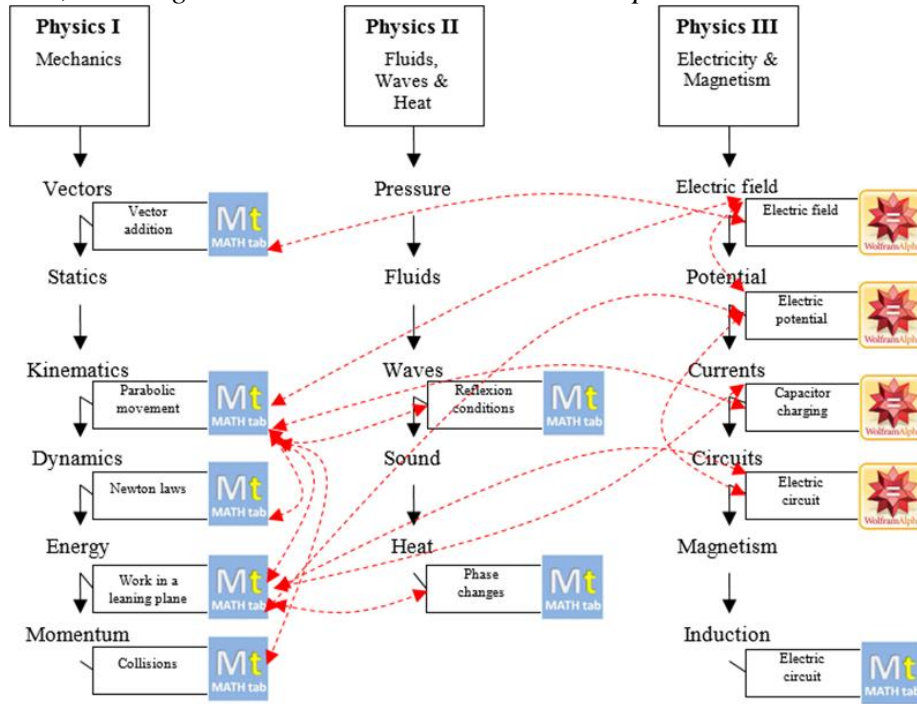 Physics I
Mechanics
Vectors
Vector
addition
Mt
MATH tab
Statics
Kinematics
Parabolic
movement
Mt
MATH tab
Dynamics
Newton laws
Mt
MATH tab
Energy
Work in a
leaning plane
Mt
MATH tab
Momentum
Collisions
Mt
MATH tab
Physics II
Fluids,
Waves &
Heat
Pressure
Fluids
Waves
Reflexion
conditions
Mt
MATH tab
Sound
Heat
Phase
changes
Mt
MATH tab
Physics III
Electricity &
Magnetism
Electric field
Electric field
WolframAlpha
Potential
Electric
potential
WolframAlpha
Currents
Capacitor
charging
WolframAlpha
Circuits
Electric
circuit
WolframAlpha
Magnetism
Induction
Electric
circuit
Mt
MATH tab